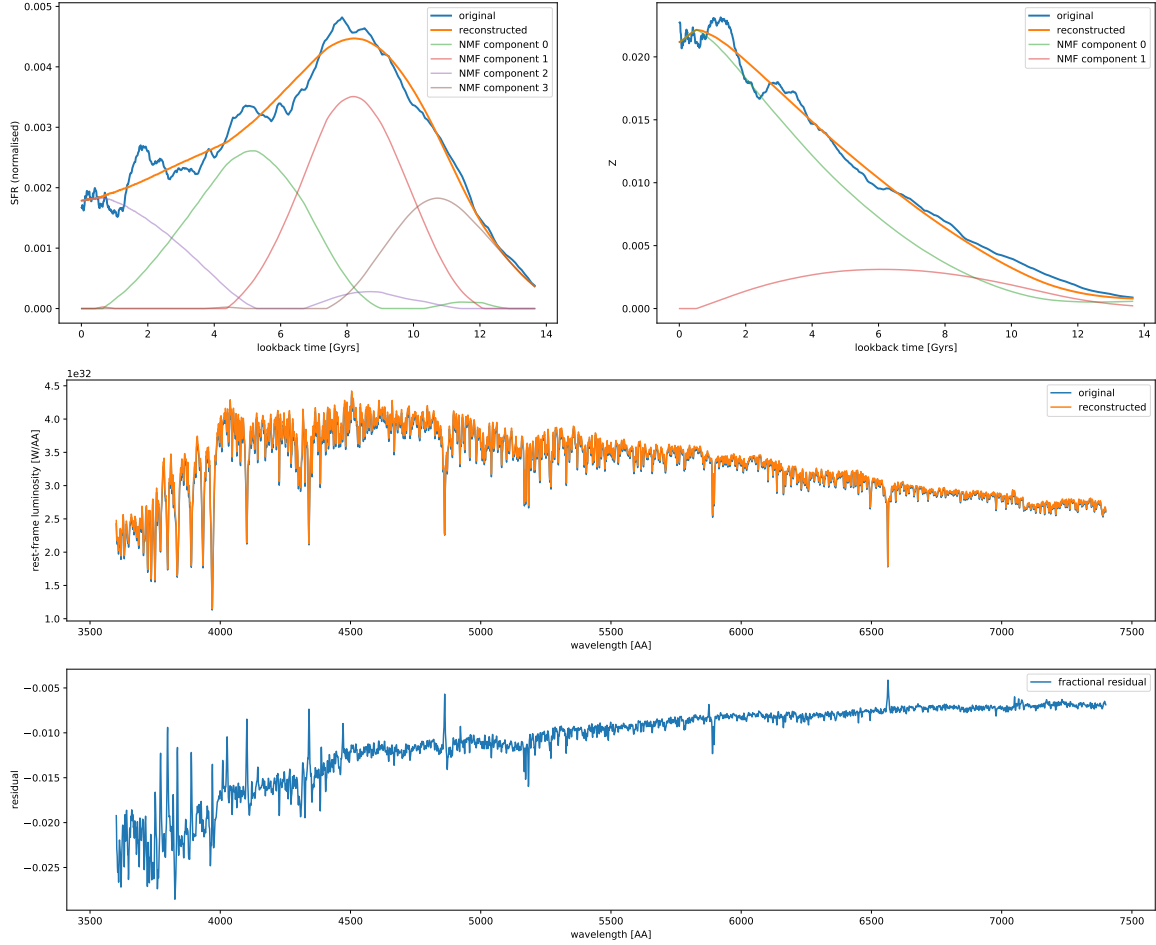 0.005
0.004
0.003
0.002
0.001
0.000
SFR (normalised)
original
reconstructed
NMF component 0
NMF component 1
NMF component 2
NMF component 3
0 2 4 6 8 10 12 14
lookback time [Gyrs]
0.020
0.015
0.010
0.005
0.000
Z
original
reconstructed
NMF component 0
NMF component 1
0 2 4 6 8 10 12 14
lookback time [Gyrs]
1e32
4.5
4.0
3.5
3.0
2.5
2.0
1.5
1.0
rest-frame luminosity [W/AA]
original
reconstructed
3500 4000 4500 5000 5500 6000 6500 7000 7500
wavelength [AA]
−0.005
−0.010
−0.015
−0.020
−0.025
residual
fractional residual
3500 4000 4500 5000 5500 6000 6500 7000 7500
wavelength [AA]